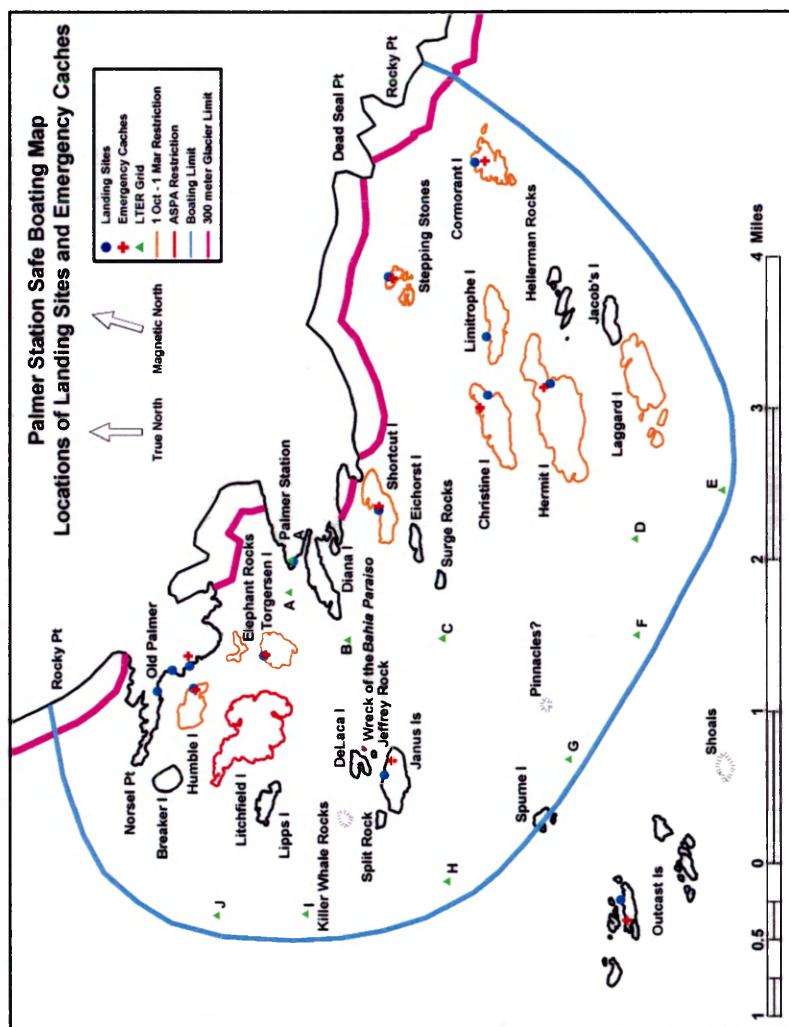 Palmer Station Safe Boating Map
Locations of Landing Sites and Emergency Caches
True North
Magnetic North
Landing Sites
Emergency Caches
LTER Grid
1 Oct - 1 Mar Restriction
ASPA Restriction
Boating Limit
300 meter Glacier Limit
Rocky Pt
Old Palmer
Norsel Pt
Breaker I
Humble I
Elephant Rocks
Torgersen I
Litchfield I
Lipps I
Palmer Station
A
A
Diana I
Shortcut I
Eichorst I
Surge Rocks
B
C
DeLaca I
Wreck of the Bahia Paraiso
Jeffrey Rock
Janus Is
Killer Whale Rocks
Split Rock
J
I
H
Dead Seal Pt
Rocky Pt
Stepping Stones
Cormorant I
Limitrophe I
Christine I
Hermit I
Hellerman Rocks
Jacob's I
Laggard I
Pinnacles?
Spume I
G
F
D
E
Shoals
Outcast Is
1
0.5
0
1
2
3
4 Miles